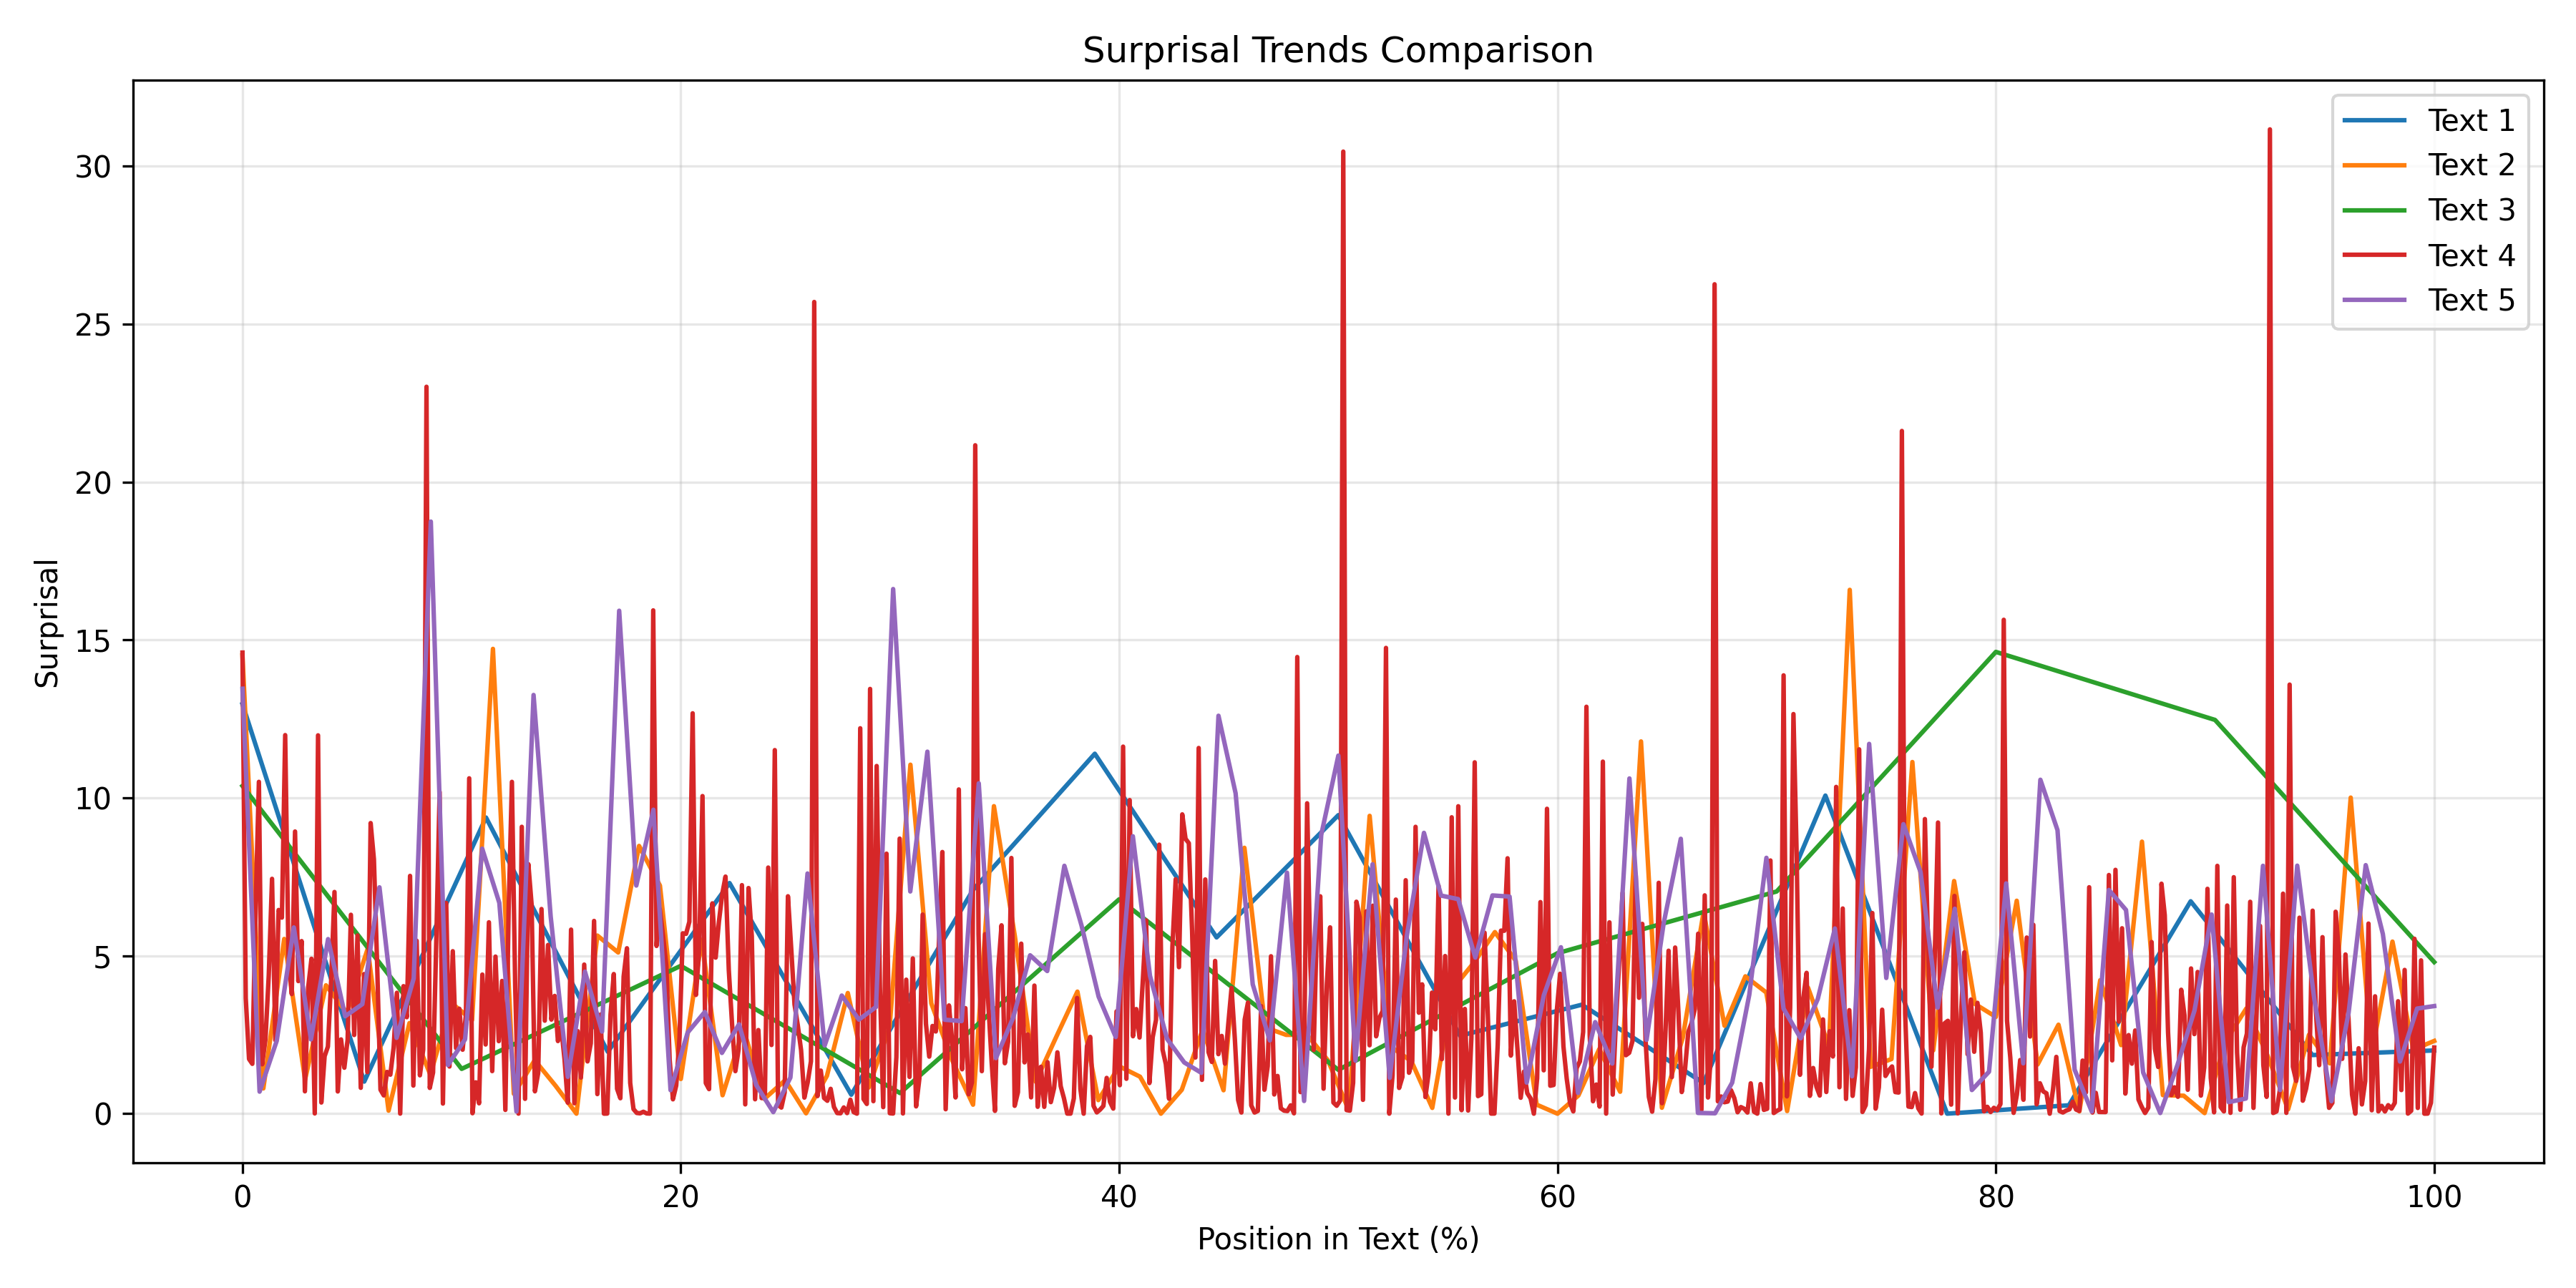 Surprisal Trends Comparison
Text 1
Text 2
Text 3
Text 4
Text 5
30
25
20
15
10
5
0
Surprisal
0 20 40 60 80 100
Position in Text (%)